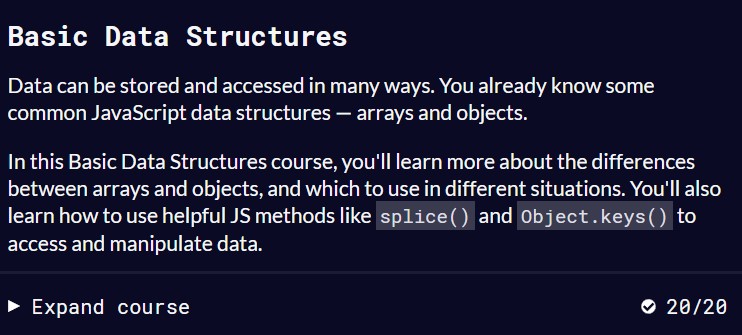 Basic Data Structures
Data can be stored and accessed in many ways. You already know some
common JavaScript data structures — arrays and objects.
In this Basic Data Structures course, you'll learn more about the differences
between arrays and objects, and which to use in different situations. You'll also
learn how to use helpful JS methods like splice() and Object.keys() to
access and manipulate data.
Expand course 20/20